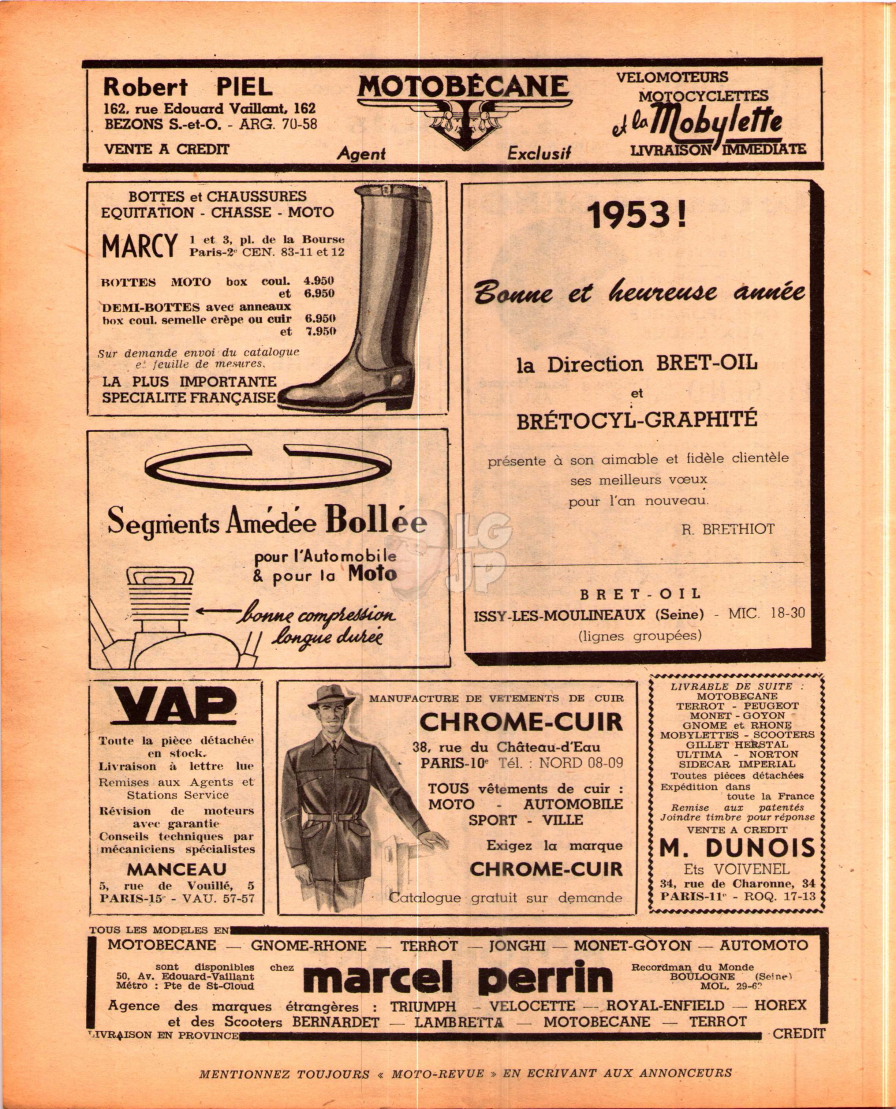 Robert PIEL
162, rue Edouard Vaillant, 162
BEZONS S.-et-O. - ARG. 70-58
VENTE A CREDIT
MOTOBÉCANE
Agent Exclusif
VELOMOTEURS
MOTOCYCLETTES
et la Mobylette
LIVRAISON IMMEDIATE
BOTTES et CHAUSSURES
EQUITATION - CHASSE - MOTO
MARCY 1 et 3, pl. de la Bourse
Paris-2e CEN. 83-11 et 12
BOTTES MOTO box coul. 4.950
et 6.950
DEMI-BOTTES avec anneaux
box coul. semelle crêpe ou cuir 6.950
et 7.950
Sur demande envoi du catalogue
et feuille de mesures.
LA PLUS IMPORTANTE
SPECIALITE FRANÇAISE
1953 !
Bonne et heureuse année
la Direction BRET-OIL
et
BRÉTOCYL-GRAPHITÉ
présente à son aimable et fidèle clientèle
ses meilleurs vœux
pour l'an nouveau.
R. BRETHIOT
BRET-OIL
ISSY-LES-MOULINEAUX (Seine) - MIC. 18-30
(lignes groupées)
Segments Amédée Bollée
pour l'Automobile
& pour la Moto
bonne compression
longue durée
LG
JP
VAP
Toute la pièce détachée
en stock.
Livraison à lettre lue
Remises aux Agents et
Stations Service
Révision de moteurs
avec garantie
Conseils techniques par
mécaniciens spécialistes
MANCEAU
5, rue de Vouillé, 5
PARIS-15e - VAU. 57-57
MANUFACTURE DE VETEMENTS DE CUIR
CHROME-CUIR
38, rue du Château-d'Eau
PARIS-10e Tél. : NORD 08-09
TOUS vêtements de cuir :
MOTO - AUTOMOBILE
SPORT - VILLE
Exigez la marque
CHROME-CUIR
Catalogue gratuit sur demande
LIVRABLE DE SUITE :
MOTOBECANE
TERROT - PEUGEOT
MONET - GOYON
GNOME et RHONE
MOBYLETTES - SCOOTERS
GILLET HERSTAL
ULTIMA - NORTON
SIDECAR IMPERIAL
Toutes pièces détachées
Expédition dans
toute la France
Remise aux patentés
Joindre timbre pour réponse
VENTE A CREDIT
M. DUNOIS
Ets VOIVENEL
34, rue de Charonne, 34
PARIS-11e - ROQ. 17-13
TOUS LES MODELES EN
MOTOBECANE — GNOME-RHONE — TERROT — JONGHI — MONET-GOYON — AUTOMOTO
sont disponibles chez
50, Av. Edouard-Vaillant
Métro : Pte de St-Cloud
marcel perrin
Recordman du Monde
BOULOGNE (Seine)
MOL.
Agence des marques étrangères : TRIUMPH — VELOCETTE — ROYAL-ENFIELD — HOREX
et des Scooters BERNARDET — LAMBRETTA — MOTOBECANE — TERROT
LIVRAISON EN PROVINCE CREDIT
MENTIONNEZ TOUJOURS « MOTO-REVUE » EN ECRIVANT AUX ANNONCEURS